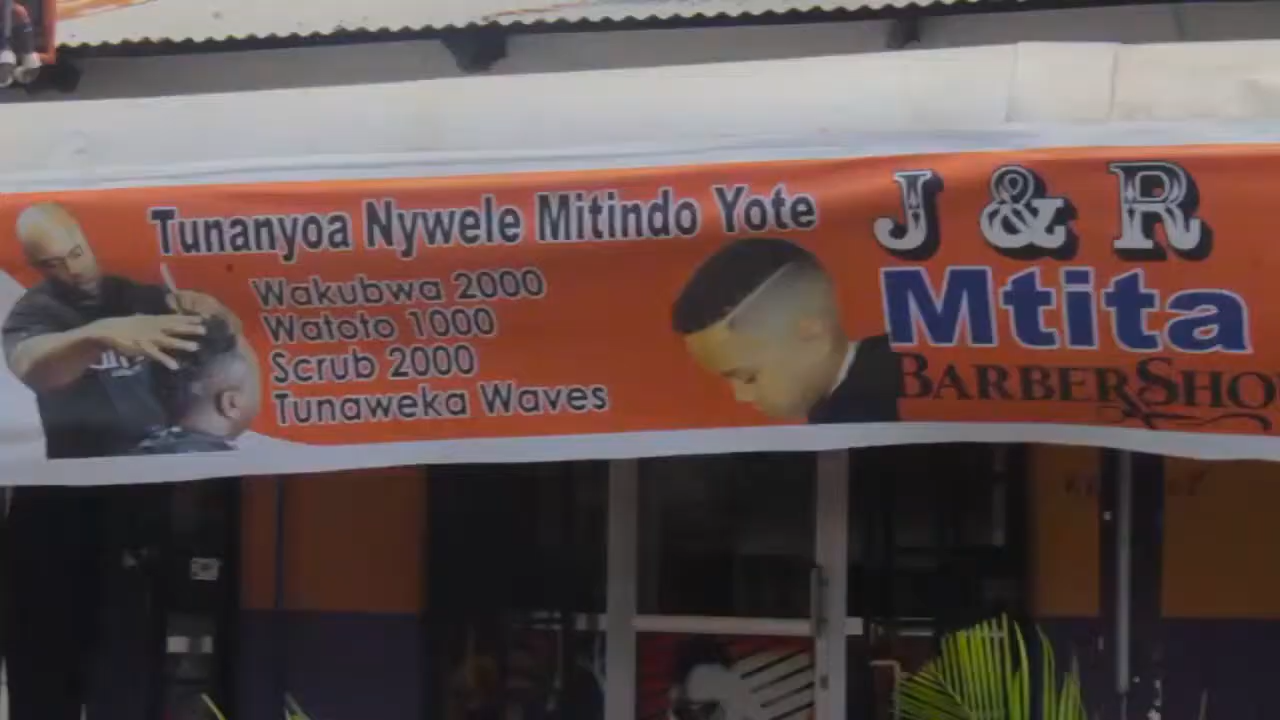 Tunanyoa Nywele Mitindo Yote
Wakubwa 2000
Watoto 1000
Scrub 2000
Tunaweka Waves
J & R
Mtita
BARBERSHO